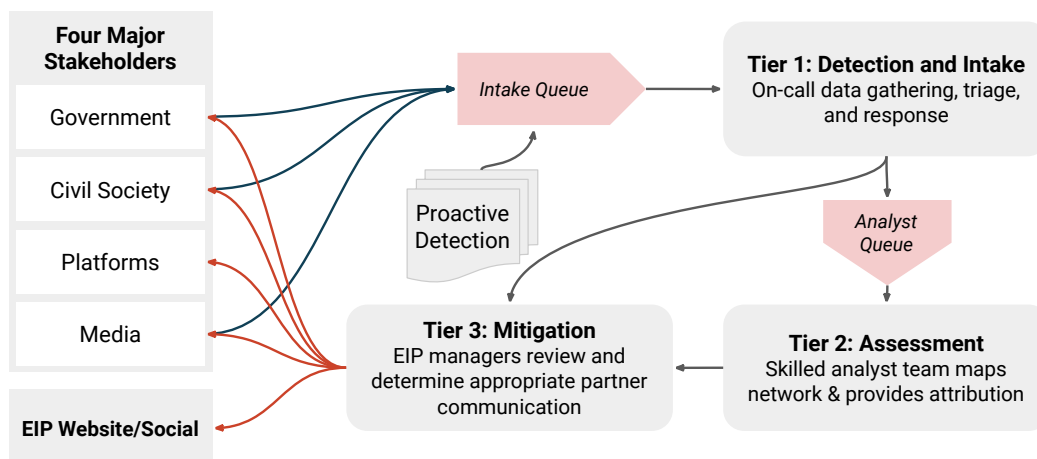 Four Major
Stakeholders
Government
Civil Society
Platforms
Media
EIP Website/Social
Intake Queue
Proactive
Detection
Tier 1: Detection and Intake
On-call data gathering, triage,
and response
Analyst
Queue
Tier 2: Assessment
Skilled analyst team maps
network & provides attribution
Tier 3: Mitigation
EIP managers review and
determine appropriate partner
communication